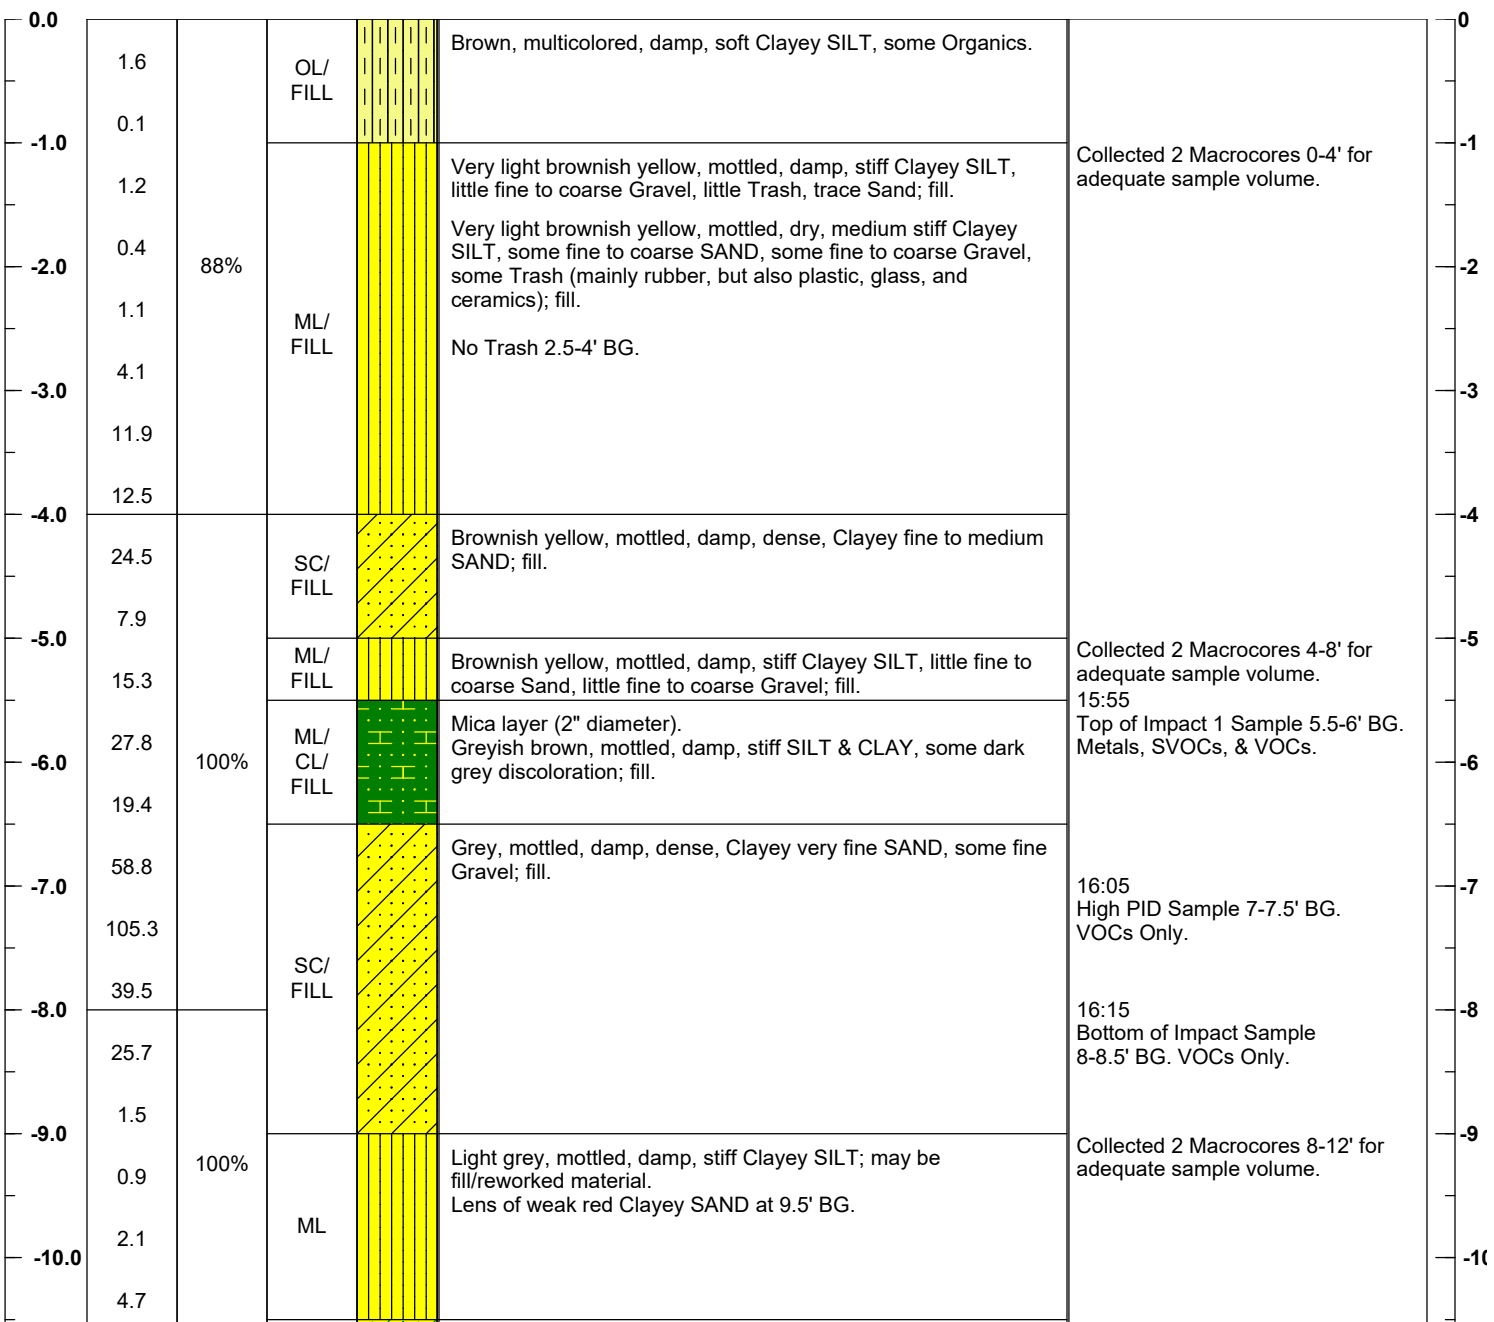 0.0
0
Brown, multicolored, damp, soft Clayey SILT, some Organics.
1.6
OL/
FILL
0.1
-1.0
-1
Very light brownish yellow, mottled, damp, stiff Clayey SILT,
little fine to coarse Gravel, little Trash, trace Sand; fill.
Collected 2 Macrocores 0-4' for
adequate sample volume.
1.2
Very light brownish yellow, mottled, dry, medium stiff Clayey
SILT, some fine to coarse SAND, some fine to coarse Gravel,
some Trash (mainly rubber, but also plastic, glass, and
ceramics); fill.
0.4
-2.0
88%
-2
1.1
ML/
FILL
No Trash 2.5-4' BG.
4.1
-3.0
-3
11.9
12.5
-4.0
-4
Brownish yellow, mottled, damp, dense, Clayey fine to medium
SAND; fill.
24.5
SC/
FILL
7.9
-5.0
-5
ML/
FILL
Brownish yellow, mottled, damp, stiff Clayey SILT, little fine to
coarse Sand, little fine to coarse Gravel; fill.
Collected 2 Macrocores 4-8' for
adequate sample volume.
15.3
15:55
Top of Impact 1 Sample 5.5-6' BG.
Metals, SVOCs, & VOCs.
Mica layer (2" diameter).
Greyish brown, mottled, damp, stiff SILT & CLAY, some dark
grey discoloration; fill.
27.8
ML/
CL/
FILL
-6.0
100%
-6
19.4
Grey, mottled, damp, dense, Clayey very fine SAND, some fine
Gravel; fill.
58.8
-7.0
-7
16:05
High PID Sample 7-7.5' BG.
VOCs Only.
105.3
SC/
FILL
39.5
-8.0
-8
16:15
Bottom of Impact Sample
8-8.5' BG. VOCs Only.
25.7
1.5
-9.0
-9
Light grey, mottled, damp, stiff Clayey SILT; may be
fill/reworked material.
Lens of weak red Clayey SAND at 9.5' BG.
Collected 2 Macrocores 8-12' for
adequate sample volume.
0.9
100%
ML
2.1
-10.0
-10
4.7